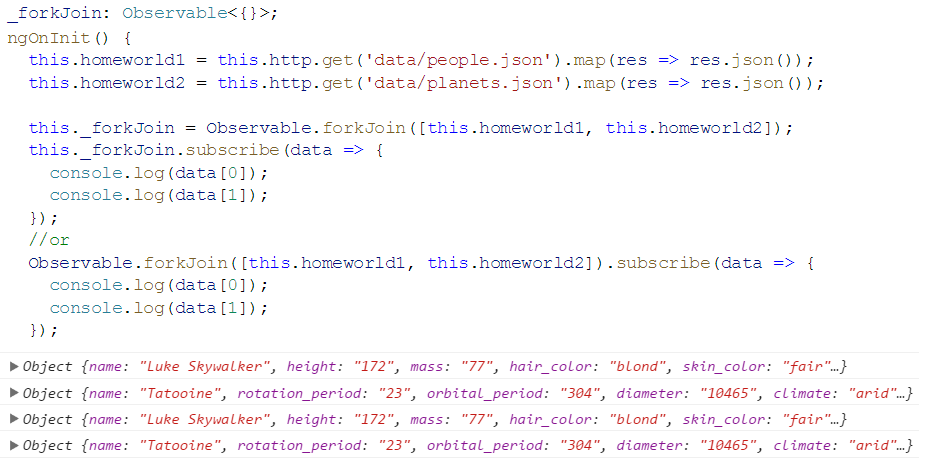 _forkJoin: Observable<{}>;
ngOnInit() {
  this.homeworld1 = this.http.get('data/people.json').map(res => res.json());
  this.homeworld2 = this.http.get('data/planets.json').map(res => res.json());

  this._forkJoin = Observable.forkJoin([this.homeworld1, this.homeworld2]);
  this._forkJoin.subscribe(data => {
    console.log(data[0]);
    console.log(data[1]);
  });
  //or
  Observable.forkJoin([this.homeworld1, this.homeworld2]).subscribe(data => {
    console.log(data[0]);
    console.log(data[1]);
  });
▶Object {name: "Luke Skywalker", height: "172", mass: "77", hair_color: "blond", skin_color: "fair"…}
▶Object {name: "Tatooine", rotation_period: "23", orbital_period: "304", diameter: "10465", climate: "arid"…}
▶Object {name: "Luke Skywalker", height: "172", mass: "77", hair_color: "blond", skin_color: "fair"…}
▶Object {name: "Tatooine", rotation_period: "23", orbital_period: "304", diameter: "10465", climate: "arid"…}